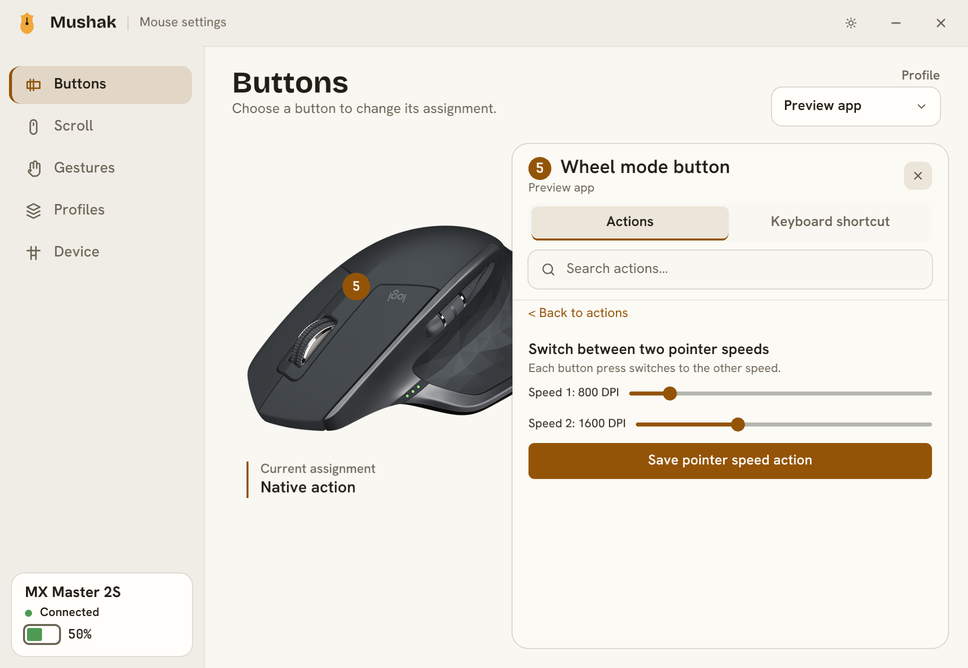 Mushak
Mouse settings
Buttons
Scroll
Gestures
Profiles
Device
MX Master 2S
Connected
50%
Buttons
Choose a button to change its assignment.
Profile
Preview app
5
logi
Current assignment
Native action
5 Wheel mode button
Preview app
Actions
Keyboard shortcut
Search actions...
< Back to actions
Switch between two pointer speeds
Each button press switches to the other speed.
Speed 1: 800 DPI
Speed 2: 1600 DPI
Save pointer speed action